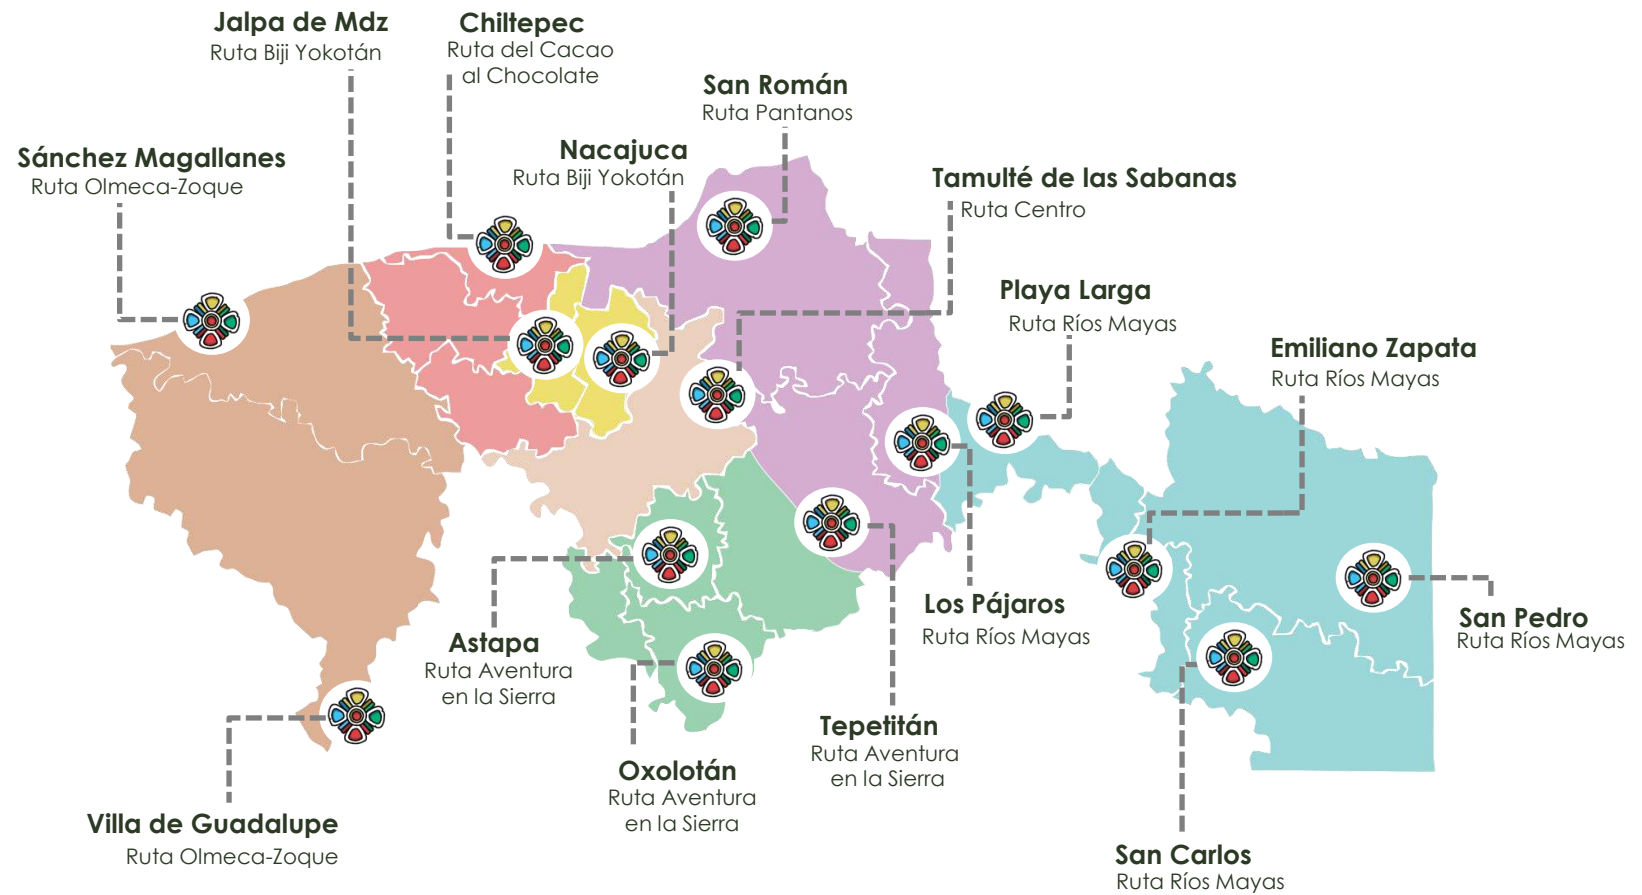 Jalpa de Mdz
Ruta Biji Yokotán
Chiltepec
Ruta del Cacao
al Chocolate
San Román
Ruta Pantanos
Sánchez Magallanes
Ruta Olmeca-Zoque
Nacajuca
Ruta Biji Yokotán
Tamulté de las Sabanas
Ruta Centro
Playa Larga
Ruta Ríos Mayas
Emiliano Zapata
Ruta Ríos Mayas
Los Pájaros
Ruta Ríos Mayas
San Pedro
Ruta Ríos Mayas
Astapa
Ruta Aventura
en la Sierra
Tepetitán
Ruta Aventura
en la Sierra
Oxolotán
Ruta Aventura
en la Sierra
Villa de Guadalupe
Ruta Olmeca-Zoque
San Carlos
Ruta Ríos Mayas